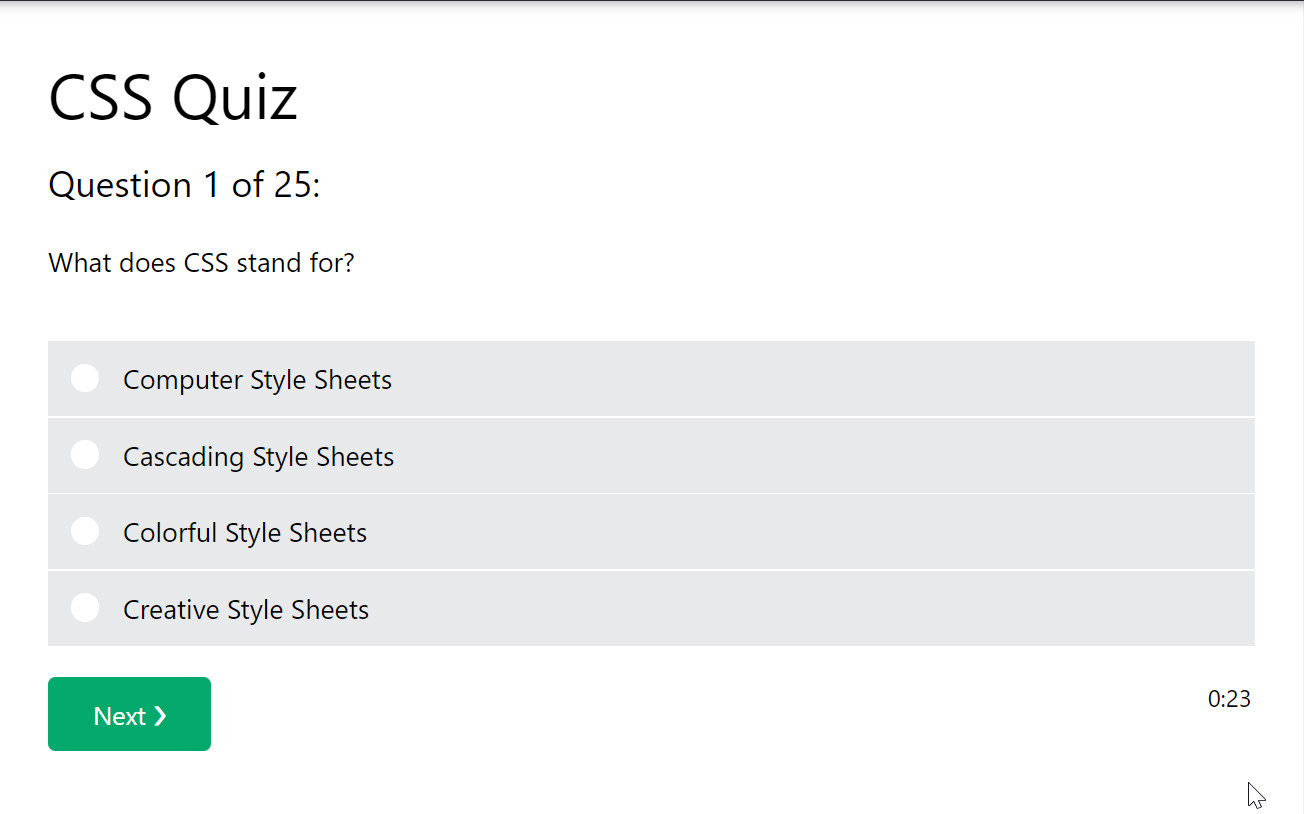 CSS Quiz
Question 1 of 25:
What does CSS stand for?
Computer Style Sheets
Cascading Style Sheets
Colorful Style Sheets
Creative Style Sheets
Next ❯
0:23